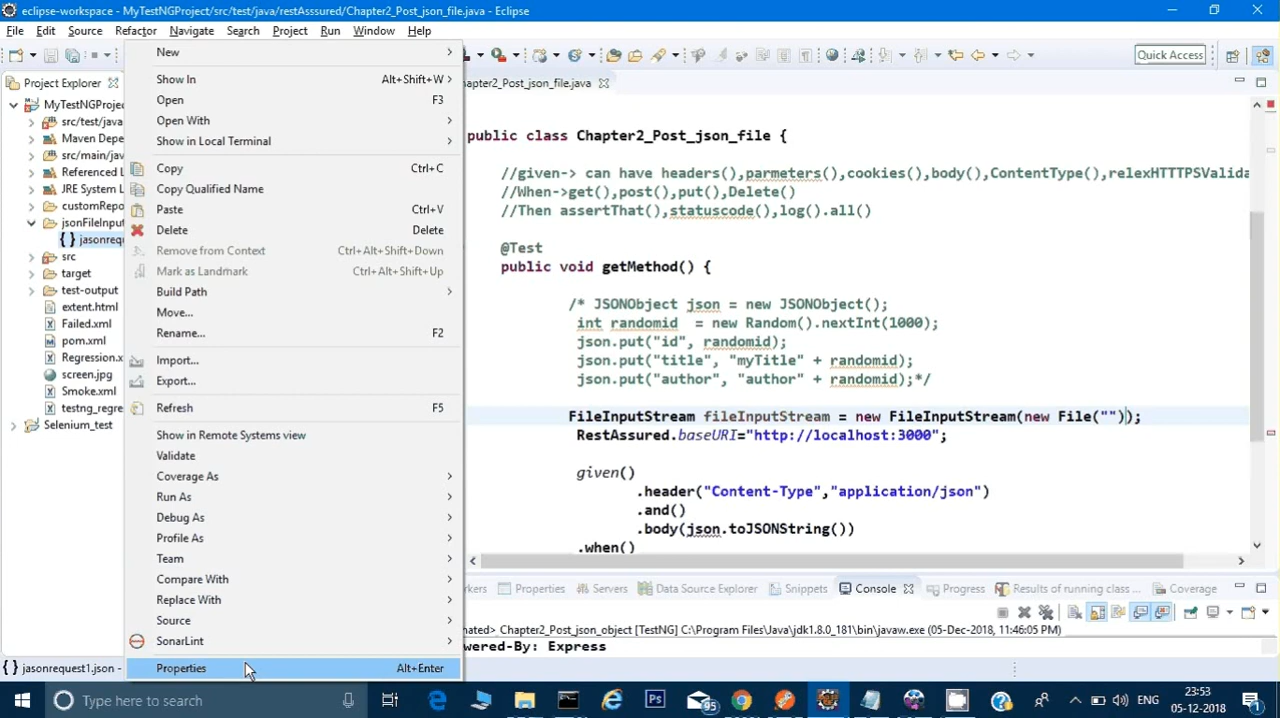 eclipse-workspace - MyTestNGProject/src/test/java/restAsssured/Chapter2_Post_json_file.java - Eclipse
File Edit Source Refactor Navigate Search Project Run Window Help
Quick Access
Project Explorer
MyTestNGProjec
src/test/java
Maven Depe
src/main/jav
Referenced L
JRE System L
customRepo
jsonFileInput
jasonrequ
src
target
test-output
extent.html
Failed.xml
pom.xml
Regression.x
screen.jpg
Smoke.xml
testng_regre
Selenium_test
New
Show In Alt+Shift+W
Open F3
Open With
Show in Local Terminal
Copy Ctrl+C
Copy Qualified Name
Paste Ctrl+V
Delete Delete
Remove from Context Ctrl+Alt+Shift+Down
Mark as Landmark Ctrl+Alt+Shift+Up
Build Path
Move...
Rename... F2
Import...
Export...
Refresh F5
Show in Remote Systems view
Validate
Coverage As
Run As
Debug As
Profile As
Team
Compare With
Replace With
Source
SonarLint
Properties Alt+Enter
hapter2_Post_json_file.java
public class Chapter2_Post_json_file {
//given-> can have headers(),parmeters(),cookies(),body(),ContentType(),relexHTTPSValida
//When->get(),post(),put(),Delete()
//Then assertThat(),statuscode(),log().all()
@Test
public void getMethod() {
/* JSONObject json = new JSONObject();
int randomid = new Random().nextInt(1000);
json.put("id", randomid);
json.put("title", "myTitle" + randomid);
json.put("author", "author" + randomid);*/
FileInputStream fileInputStream = new FileInputStream(new File(""));
RestAssured.baseURI="http://localhost:3000";
given()
.header("Content-Type","application/json")
.and()
.body(json.toJSONString())
.when()
rkers Properties Servers Data Source Explorer Snippets Console Progress Results of running class ... Coverage
nated> Chapter2_Post_json_object [TestNG] C:\Program Files\Java\jdk1.8.0_181\bin\javaw.exe (05-Dec-2018, 11:46:05 PM)
wered-By: Express
jasonrequest1.json -
Type here to search
95
ENG
23:53
05-12-2018
1